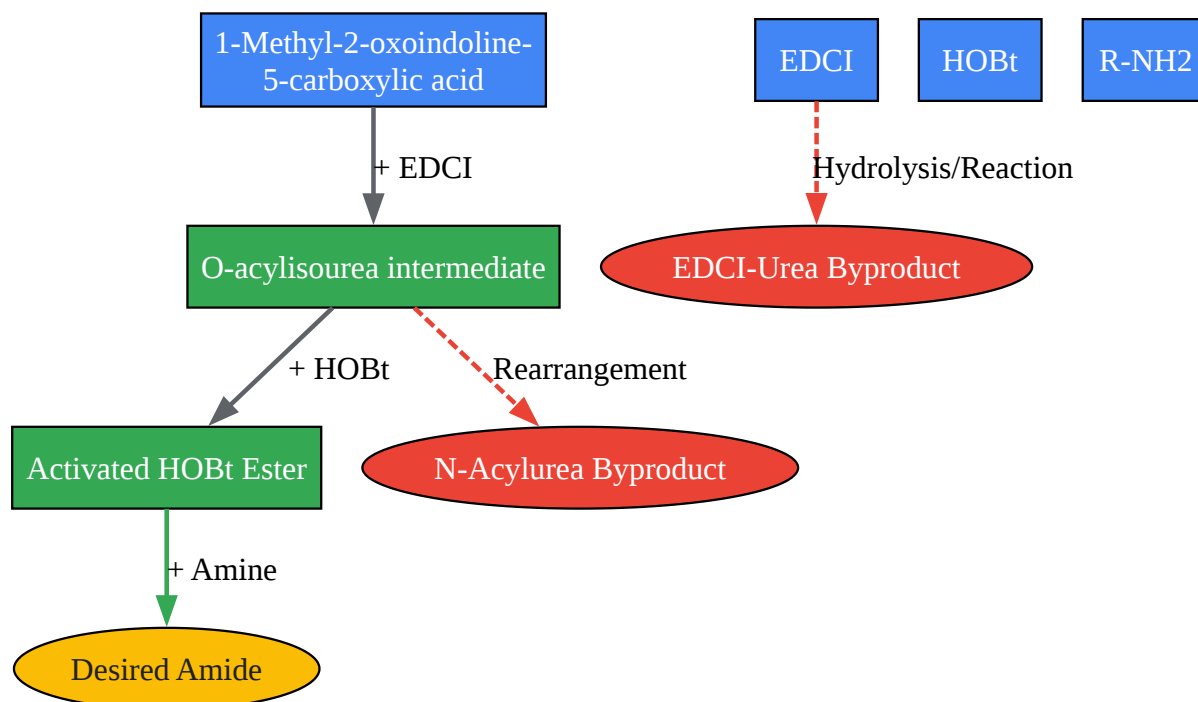 1-Methyl-2-oxoindoline-
5-carboxylic acid
EDCI
HOBt
R-NH2
+ EDCI
Hydrolysis/Reaction
O-acylisourea intermediate
EDCI-Urea Byproduct
+ HOBt
Rearrangement
Activated HOBt Ester
N-Acylurea Byproduct
+ Amine
Desired Amide